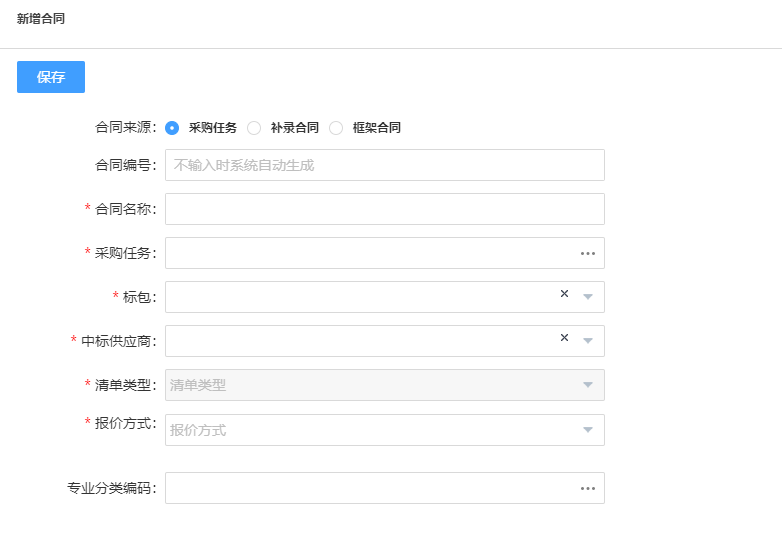 新增合同
保存
合同来源: 采购任务 补录合同 框架合同
合同编号: 不输入时系统自动生成
* 合同名称:
* 采购任务: •••
* 标包: ×
* 中标供应商: ×
* 清单类型: 清单类型
* 报价方式: 报价方式
专业分类编码: •••